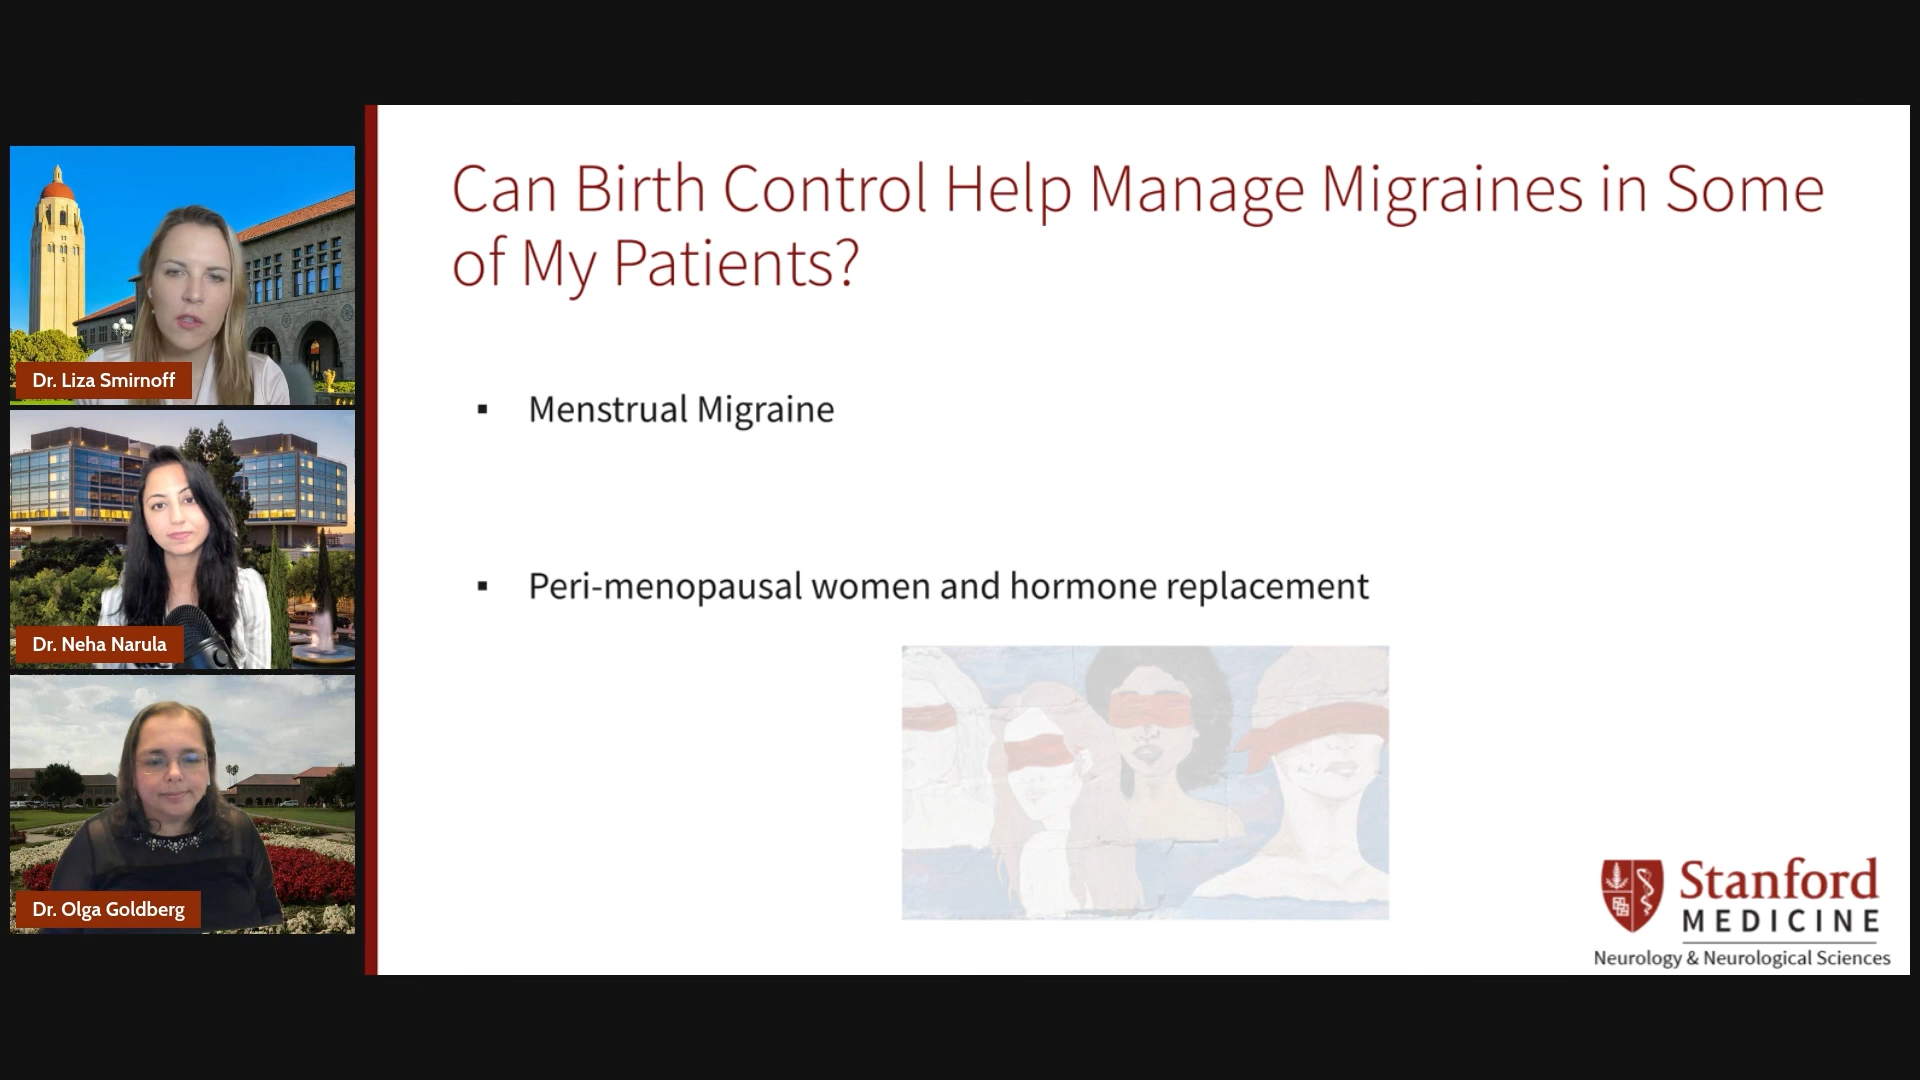 Can Birth Control Help Manage Migraines in Some
of My Patients?
▪ Menstrual Migraine
▪ Peri-menopausal women and hormone replacement
Dr. Liza Smirnoff
Dr. Neha Narula
Dr. Olga Goldberg
Stanford
MEDICINE
Neurology & Neurological Sciences